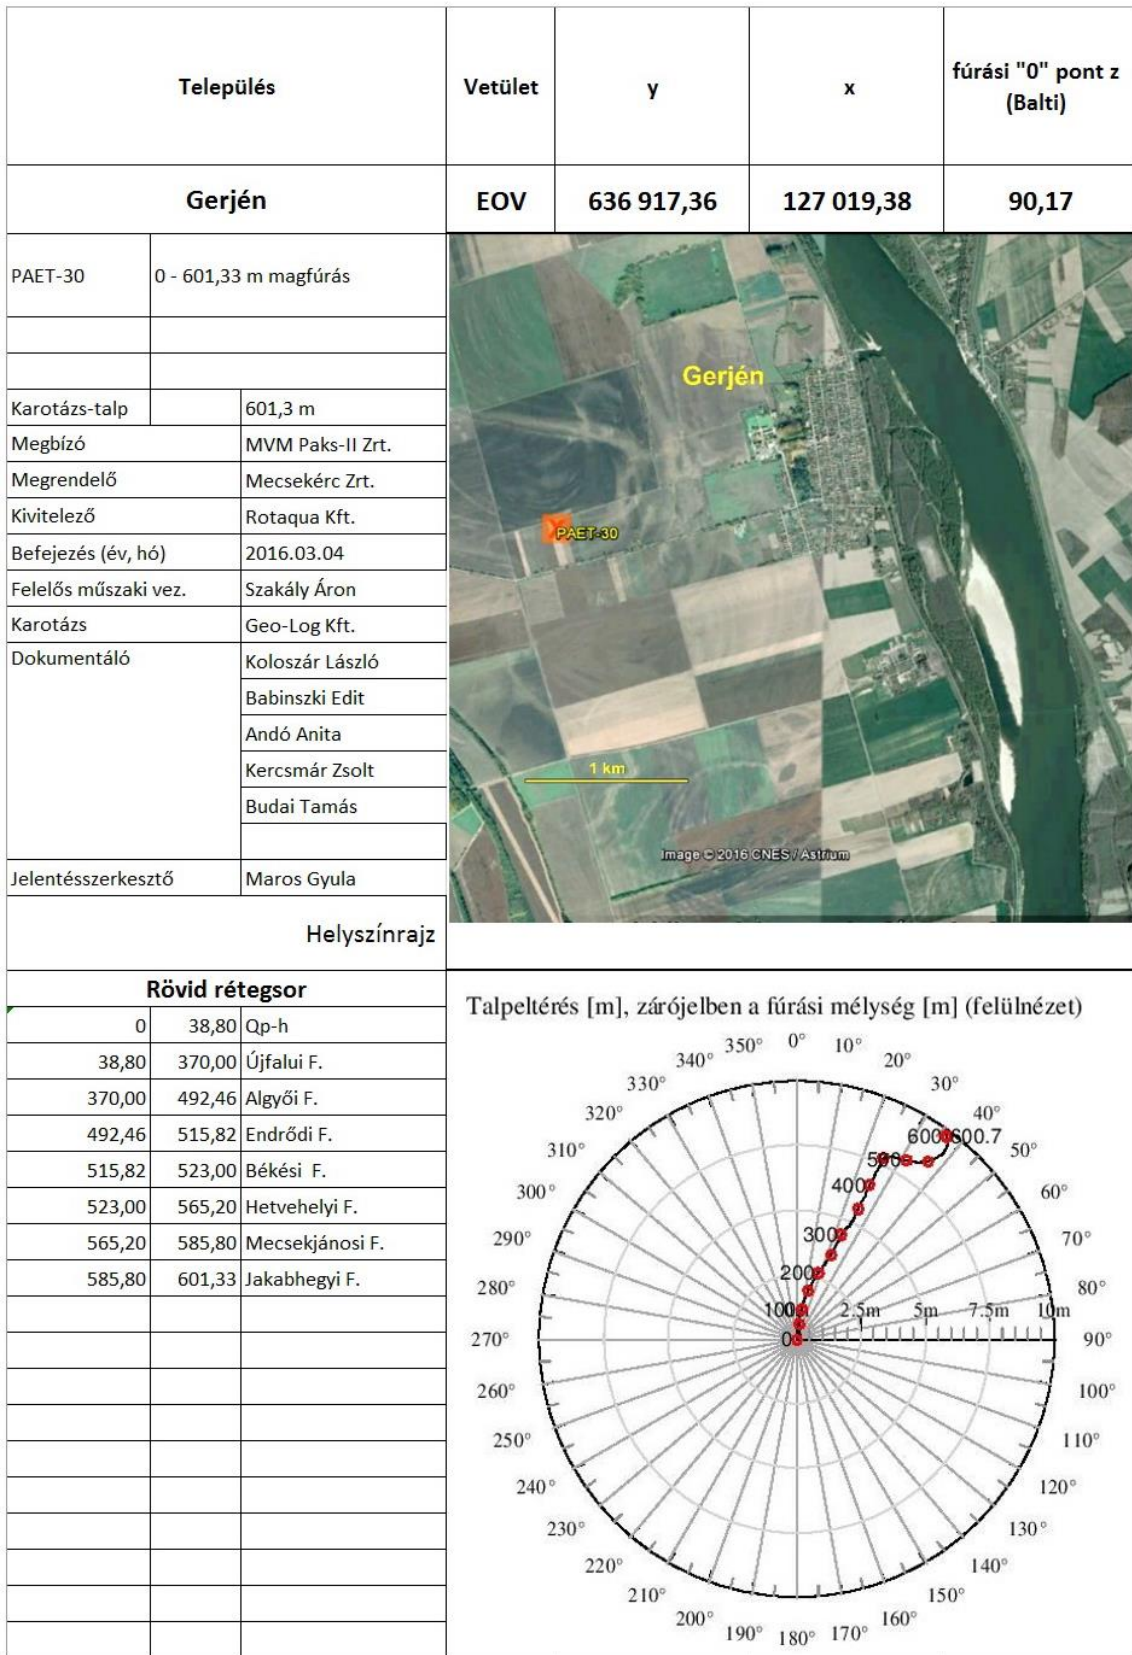 Település Vetület y x fúrási "0" pont z
(Balti)
Gerjén EOV 636 917,36 127 019,38 90,17
PAET-30 0 - 601,33 m magfúrás
Karotázs-talp 601,3 m
Megbízó MVM Paks-II Zrt.
Megrendelő Mecsekérc Zrt.
Kivitelező Rotaqua Kft.
Befejezés (év, hó) 2016.03.04
Felelős műszaki vez. Szakály Áron
Karotázs Geo-Log Kft.
Dokumentáló Koloszár László
Babinszki Edit
Andó Anita
Kercsmár Zsolt
Budai Tamás
Jelentésszerkesztő Maros Gyula
Helyszínrajz
Gerjén
PAET-30
1 km
Image © 2016 CNES / Astrium
Rövid rétegsor
0 38,80 Qp-h
38,80 370,00 Újfalui F.
370,00 492,46 Algyői F.
492,46 515,82 Endrődi F.
515,82 523,00 Békési F.
523,00 565,20 Hetvehelyi F.
565,20 585,80 Mecsekjánosi F.
585,80 601,33 Jakabhegyi F.
Talpeltérés [m], zárójelben a fúrási mélység [m] (felülnézet)
0°
10°
20°
30°
40°
50°
60°
70°
80°
90°
100°
110°
120°
130°
140°
150°
160°
170°
180°
190°
200°
210°
220°
230°
240°
250°
260°
270°
280°
290°
300°
310°
320°
330°
340°
350°
600 600.7
500
400
300
200
100
0
2.5m 5m 7.5m 10m